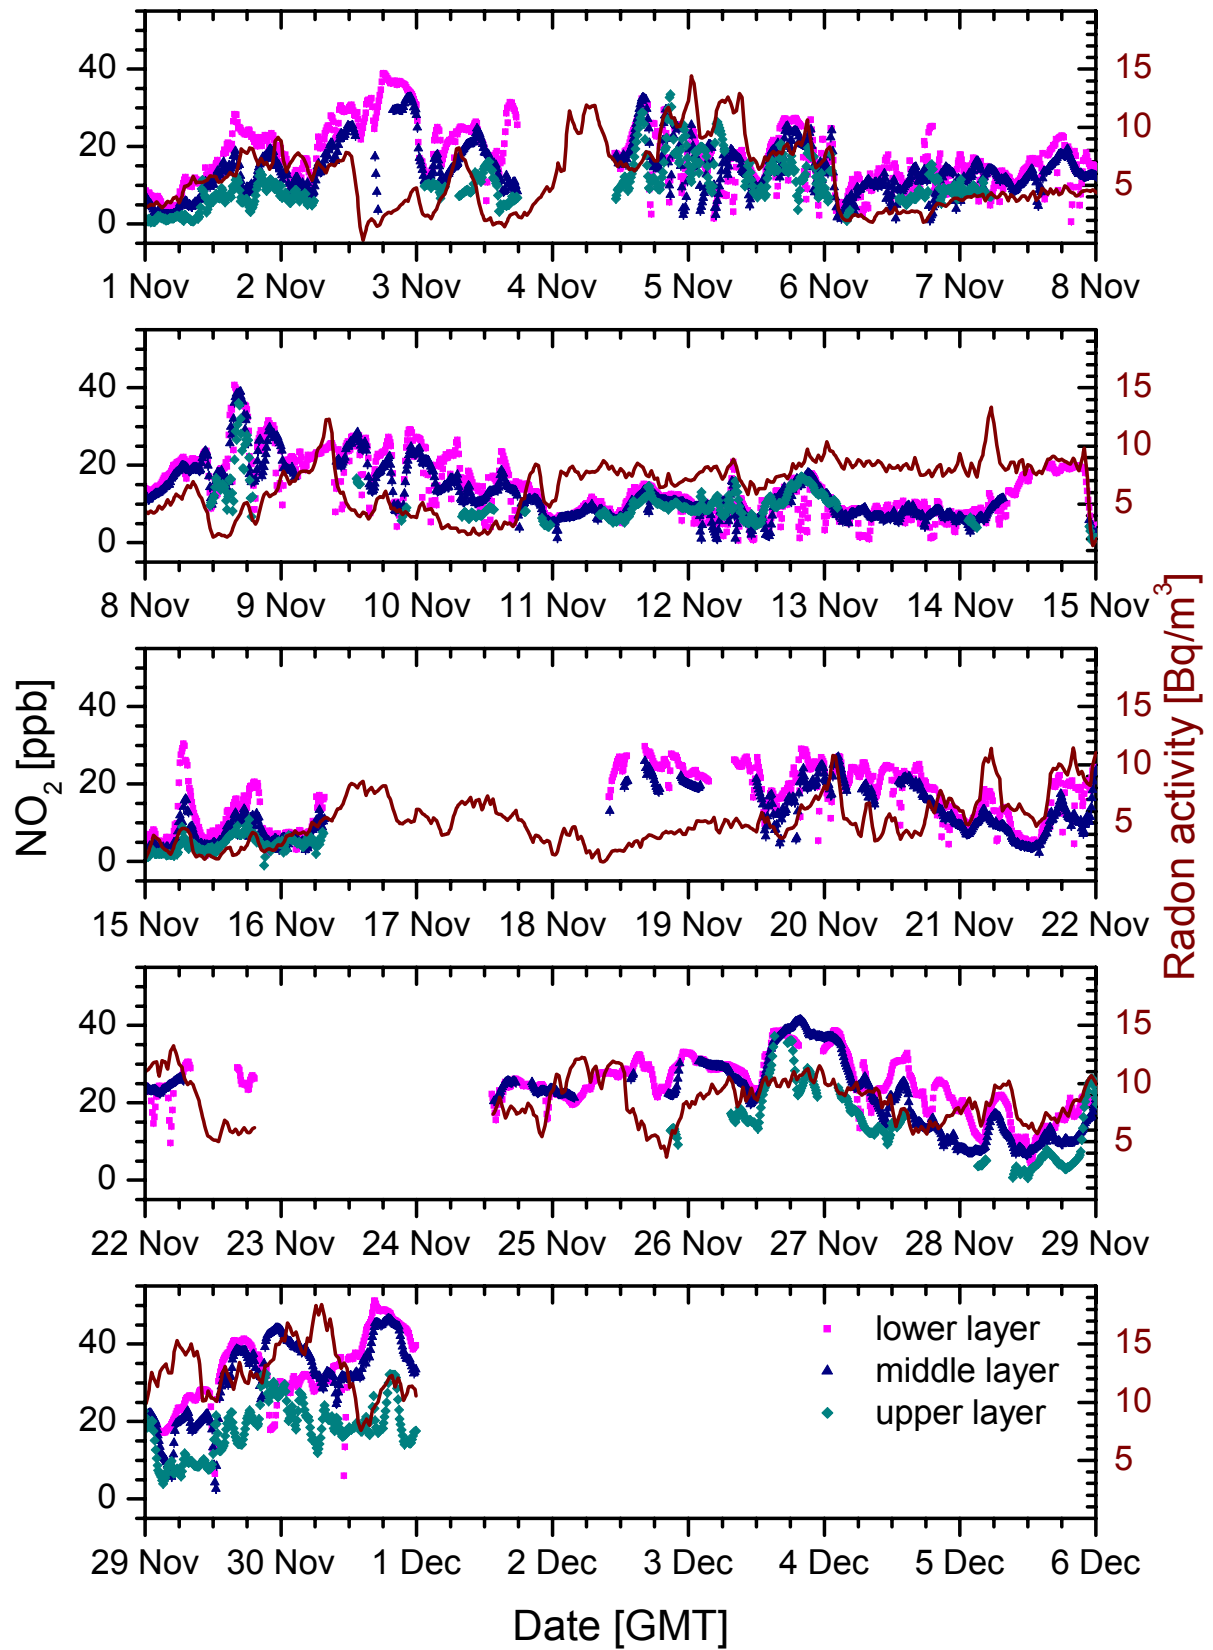 40
20
0
15
10
5
1 Nov 2 Nov 3 Nov 4 Nov 5 Nov 6 Nov 7 Nov 8 Nov
40
20
0
15
10
5
8 Nov 9 Nov 10 Nov 11 Nov 12 Nov 13 Nov 14 Nov 15 Nov
NO₂ [ppb]
Radon activity [Bq/m³]
40
20
0
15
10
5
15 Nov 16 Nov 17 Nov 18 Nov 19 Nov 20 Nov 21 Nov 22 Nov
40
20
0
15
10
5
22 Nov 23 Nov 24 Nov 25 Nov 26 Nov 27 Nov 28 Nov 29 Nov
40
20
0
lower layer
middle layer
upper layer
15
10
5
29 Nov 30 Nov 1 Dec 2 Dec 3 Dec 4 Dec 5 Dec 6 Dec
Date [GMT]